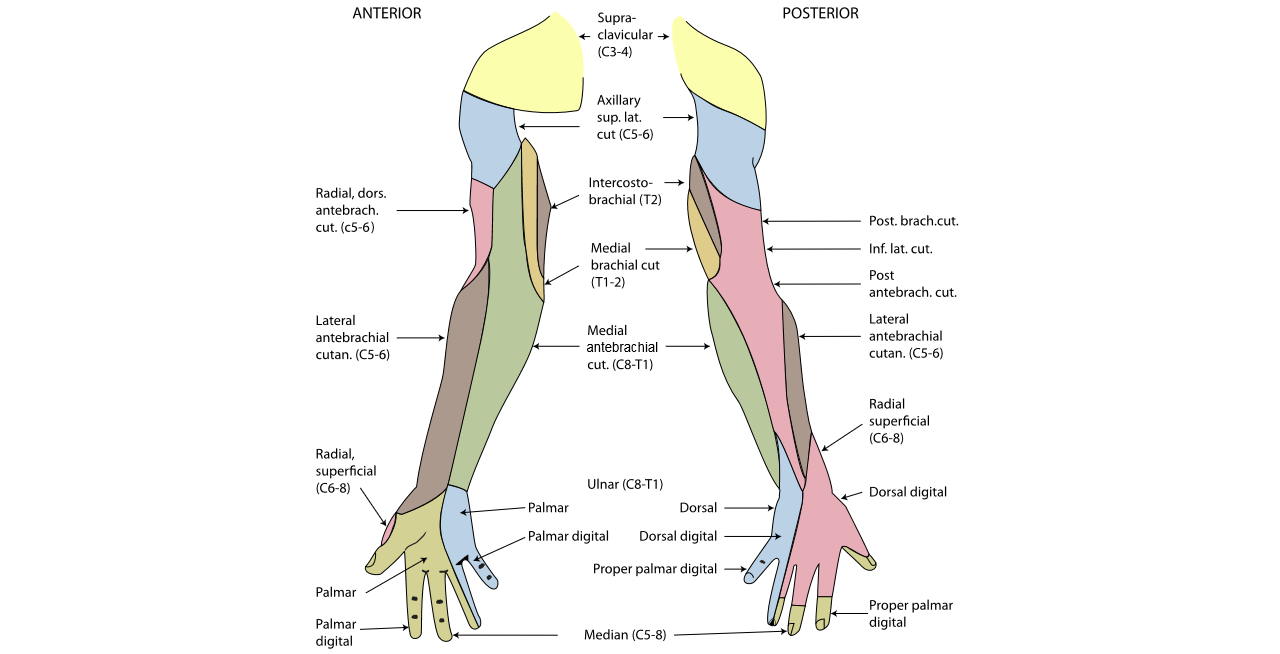 ANTERIOR
POSTERIOR
Supra-
clavicular
(C3-4)
Axillary
sup. lat.
cut (C5-6)
Intercosto-
brachial (T2)
Radial, dors.
antebrach.
cut. (c5-6)
Medial
brachial cut
(T1-2)
Post. brach.cut.
Inf. lat. cut.
Post
antebrach. cut.
Lateral
antebrachial
cutan. (C5-6)
Medial
antebrachial
cut. (C8-T1)
Lateral
antebrachial
cutan. (C5-6)
Radial
superficial
(C6-8)
Radial,
superficial
(C6-8)
Ulnar (C8-T1)
Dorsal digital
Palmar
Dorsal
Palmar digital
Dorsal digital
Proper palmar digital
Palmar
Proper palmar
digital
Palmar
digital
Median (C5-8)